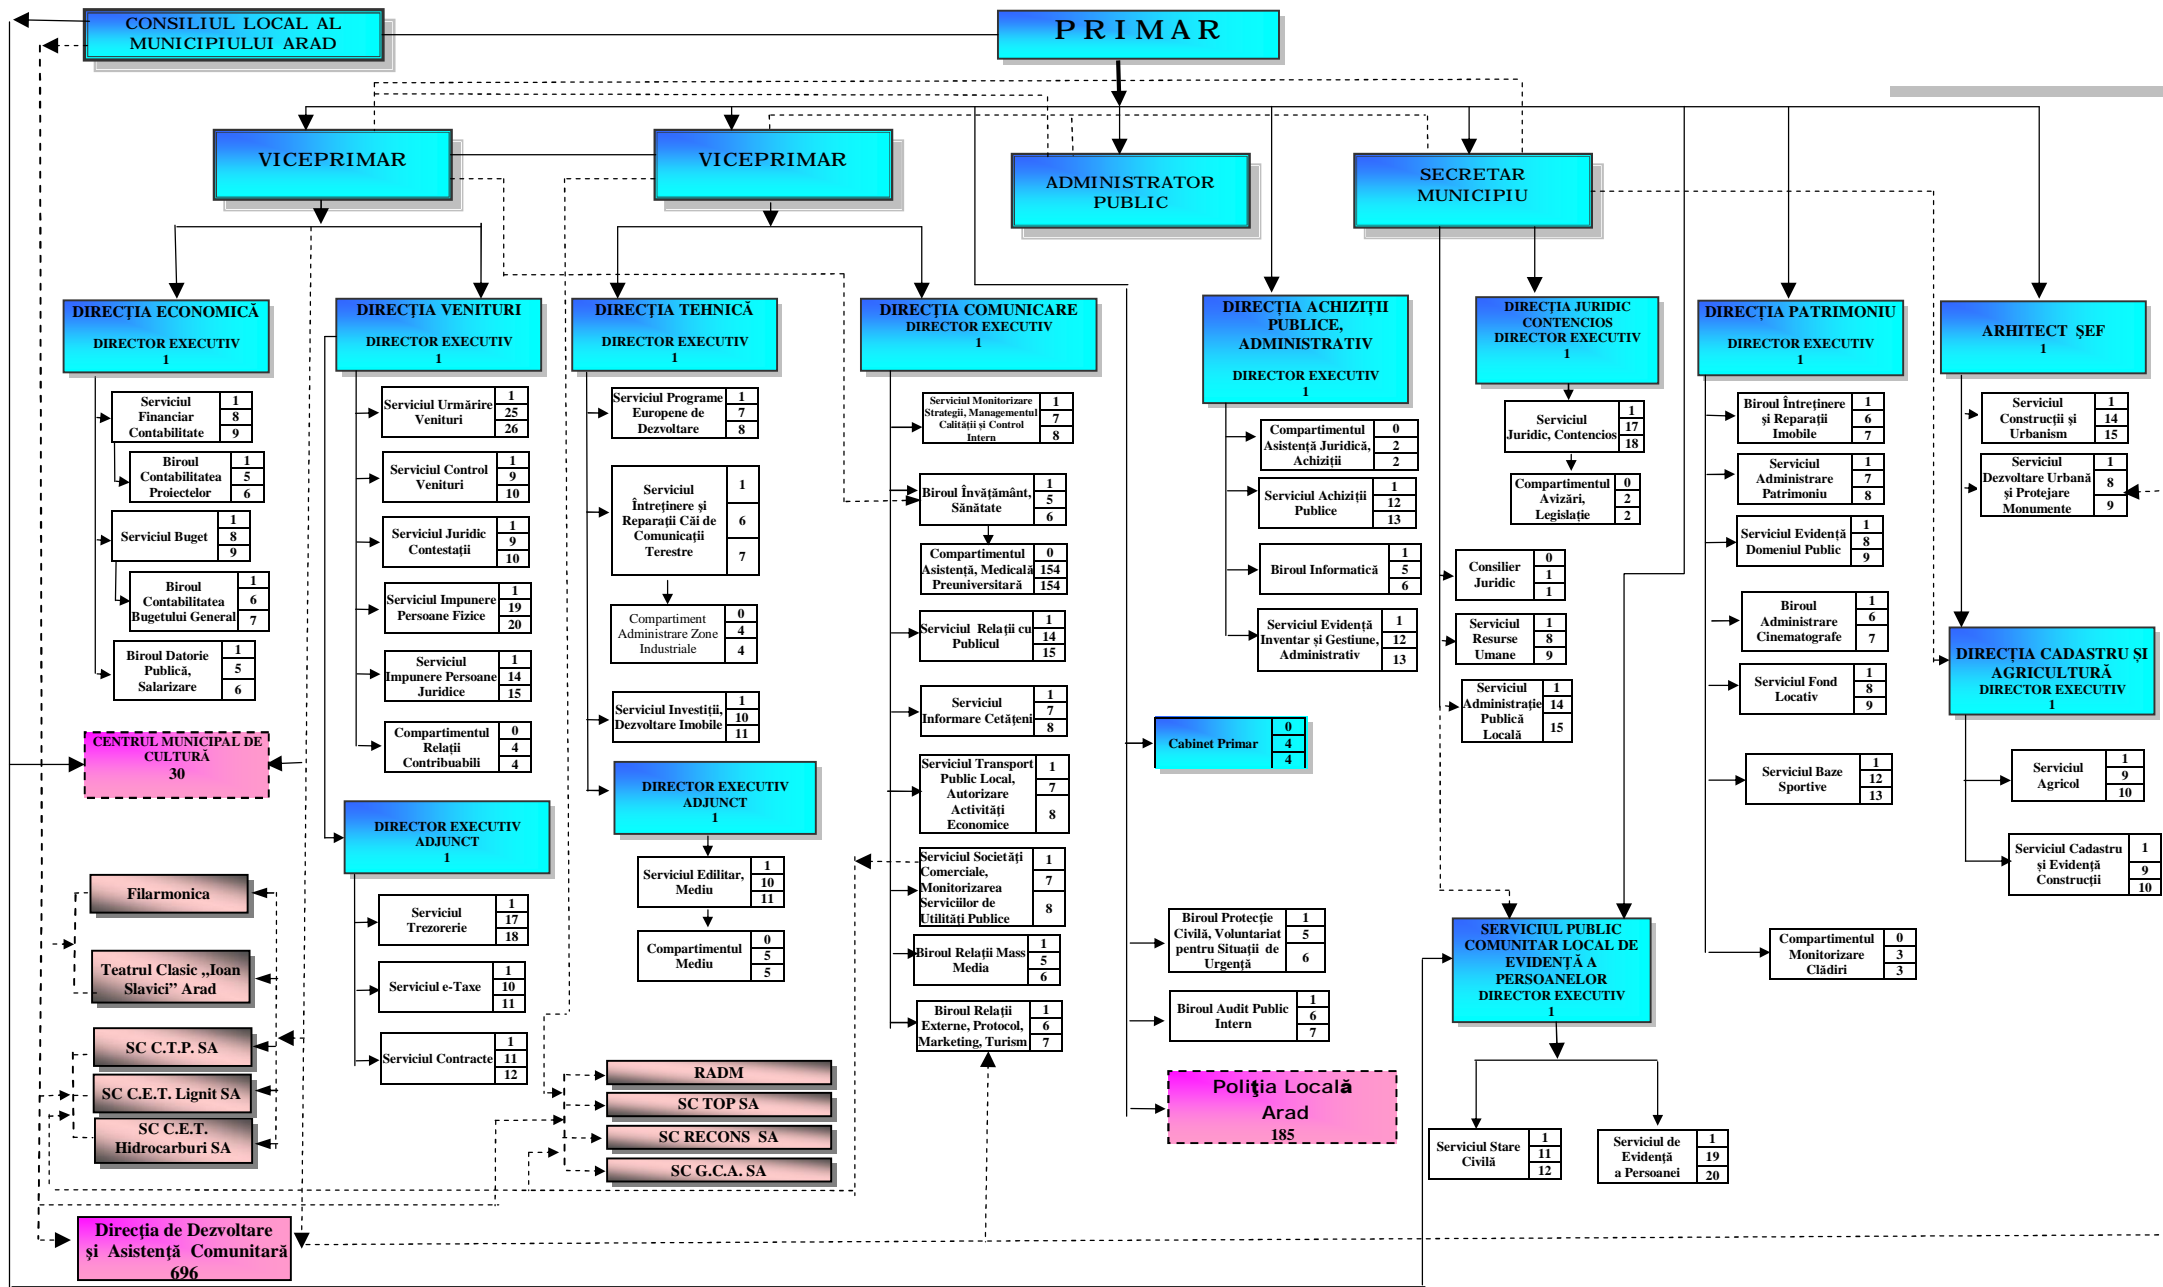 CONSILIUL LOCAL AL
MUNICIPIULUI ARAD
PRIMAR
VICEPRIMAR
VICEPRIMAR
ADMINISTRATOR
PUBLIC
SECRETAR
MUNICIPIU
DIRECȚIA ECONOMICĂ
DIRECTOR EXECUTIV
1
Serviciul
Financiar
Contabilitate
1
8
9
Biroul
Contabilitatea
Proiectelor
1
5
6
Serviciul Buget
1
8
9
Biroul
Contabilitatea
Bugetului General
1
6
7
Biroul Datorie
Publică,
Salarizare
1
5
6
CENTRUL MUNICIPAL DE
CULTURĂ
30
Filarmonica
Teatrul Clasic „Ioan
Slavici” Arad
SC C.T.P. SA
SC C.E.T. Lignit SA
SC C.E.T.
Hidrocarburi SA
Direcția de Dezvoltare
și Asistență Comunitară
696
DIRECȚIA VENITURI
DIRECTOR EXECUTIV
1
Serviciul Urmărire
Venituri
1
25
26
Serviciul Control
Venituri
1
9
10
Serviciul Juridic
Contestații
1
9
10
Serviciul Impunere
Persoane Fizice
1
19
20
Serviciul
Impunere Persoane
Juridice
1
14
15
Compartimentul
Relații
Contribuabili
0
4
4
DIRECTOR EXECUTIV
ADJUNCT
1
Serviciul
Trezorerie
1
17
18
Serviciul e-Taxe
1
10
11
Serviciul Contracte
1
11
12
DIRECȚIA TEHNICĂ
DIRECTOR EXECUTIV
1
Serviciul Programe
Europene de
Dezvoltare
1
7
8
Serviciul
Întreținere și
Reparații Căi de
Comunicații
Terestre
1
6
7
Compartiment
Administrare Zone
Industriale
0
4
4
Serviciul Investiții,
Dezvoltare Imobile
1
10
11
DIRECTOR EXECUTIV
ADJUNCT
1
Serviciul Edilitar,
Mediu
1
10
11
Compartimentul
Mediu
0
5
5
RADM
SC TOP SA
SC RECONS SA
SC G.C.A. SA
DIRECȚIA COMUNICARE
DIRECTOR EXECUTIV
1
Serviciul Monitorizare
Strategii, Managementul
Calității și Control
Intern
1
7
8
Biroul Învățământ,
Sănătate
1
5
6
Compartimentul
Asistență, Medicală
Preuniversitară
0
154
154
Serviciul Relații cu
Publicul
1
14
15
Serviciul
Informare Cetățeni
1
7
8
Serviciul Transport
Public Local,
Autorizare
Activități
Economice
1
7
8
Serviciul Societăți
Comerciale,
Monitorizarea
Serviciilor de
Utilități Publice
1
7
8
Biroul Relații Mass
Media
1
5
6
Biroul Relații
Externe, Protocol,
Marketing, Turism
1
6
7
DIRECȚIA ACHIZIȚII
PUBLICE,
ADMINISTRATIV
DIRECTOR EXECUTIV
1
Compartimentul
Asistență Juridică,
Achiziții
0
2
2
Serviciul Achiziții
Publice
1
12
13
Biroul Informatică
1
5
6
Serviciul Evidență
Inventar și Gestiune,
Administrativ
1
12
13
Cabinet Primar
0
4
4
Biroul Protecție
Civilă, Voluntariat
pentru Situații de
Urgență
1
5
6
Biroul Audit Public
Intern
1
6
7
Poliţia Locală
Arad
185
DIRECȚIA JURIDIC
CONTENCIOS
DIRECTOR EXECUTIV
1
Serviciul
Juridic, Contencios
1
17
18
Compartimentul
Avizări,
Legislație
0
2
2
Consilier
Juridic
0
1
1
Serviciul
Resurse
Umane
1
8
9
Serviciul
Administrație
Publică
Locală
1
14
15
SERVICIUL PUBLIC
COMUNITAR LOCAL DE
EVIDENȚĂ A
PERSOANELOR
DIRECTOR EXECUTIV
1
Serviciul Stare
Civilă
1
11
12
Serviciul de
Evidență
a Persoanei
1
19
20
DIRECȚIA PATRIMONIU
DIRECTOR EXECUTIV
1
Biroul Întreținere
și Reparații
Imobile
1
6
7
Serviciul
Administrare
Patrimoniu
1
7
8
Serviciul Evidență
Domeniul Public
1
8
9
Biroul
Administrare
Cinematografe
1
6
7
Serviciul Fond
Locativ
1
8
9
Serviciul Baze
Sportive
1
12
13
Compartimentul
Monitorizare
Clădiri
0
3
3
ARHITECT ȘEF
1
Serviciul
Construcții și
Urbanism
1
14
15
Serviciul
Dezvoltare Urbană
și Protejare
Monumente
1
8
9
DIRECȚIA CADASTRU ȘI
AGRICULTURĂ
DIRECTOR EXECUTIV
1
Serviciul
Agricol
1
9
10
Serviciul Cadastru
și Evidență
Construcții
1
9
10